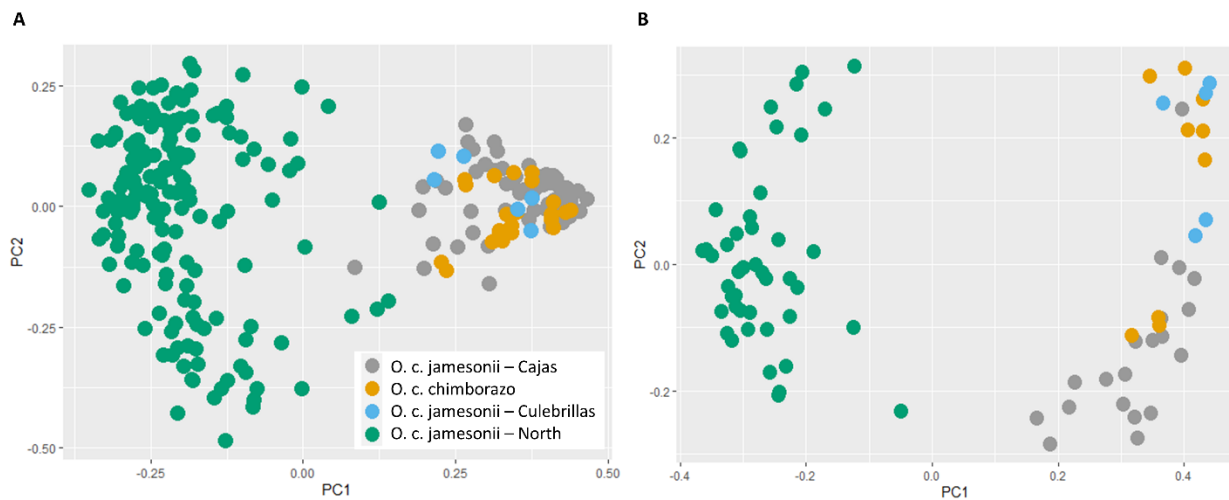 A
0.25
0.00
-0.25
-0.50
PC2
-0.25
0.00
0.25
0.50
PC1
O. c. jamesonii – Cajas
O. c. chimborazo
O. c. jamesonii – Culebrillas
O. c. jamesonii – North
B
0.2
0.0
-0.2
PC2
-0.4
-0.2
0.0
0.2
0.4
PC1